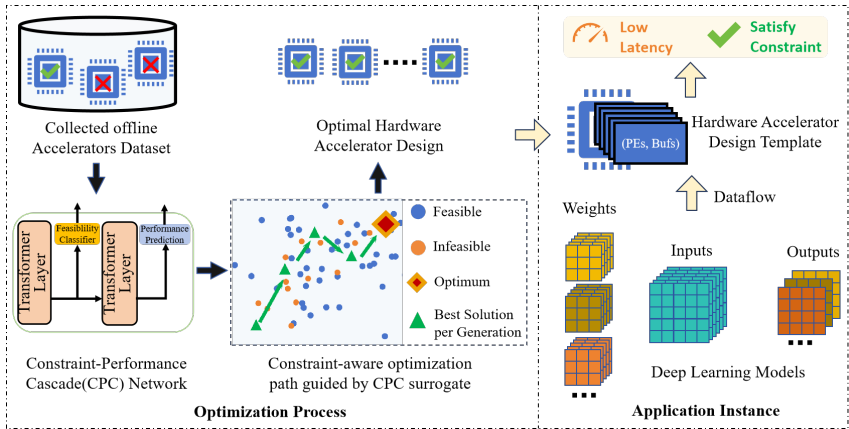 Collected offline
Accelerators Dataset
Optimal Hardware
Accelerator Design
Transformer
Layer
Feasiblility
Classifier
Transformer
Layer
Performance
Prediction
Feasible
Infeasible
Optimum
Best Solution
per Generation
Constraint-Performance
Cascade(CPC) Network
Constraint-aware optimization
path guided by CPC surrogate
Optimization Process
Low
Latency
Satisfy
Constraint
(PEs, Bufs)
Hardware Accelerator
Design Template
Dataflow
Weights
Inputs
Outputs
Deep Learning Models
Application Instance